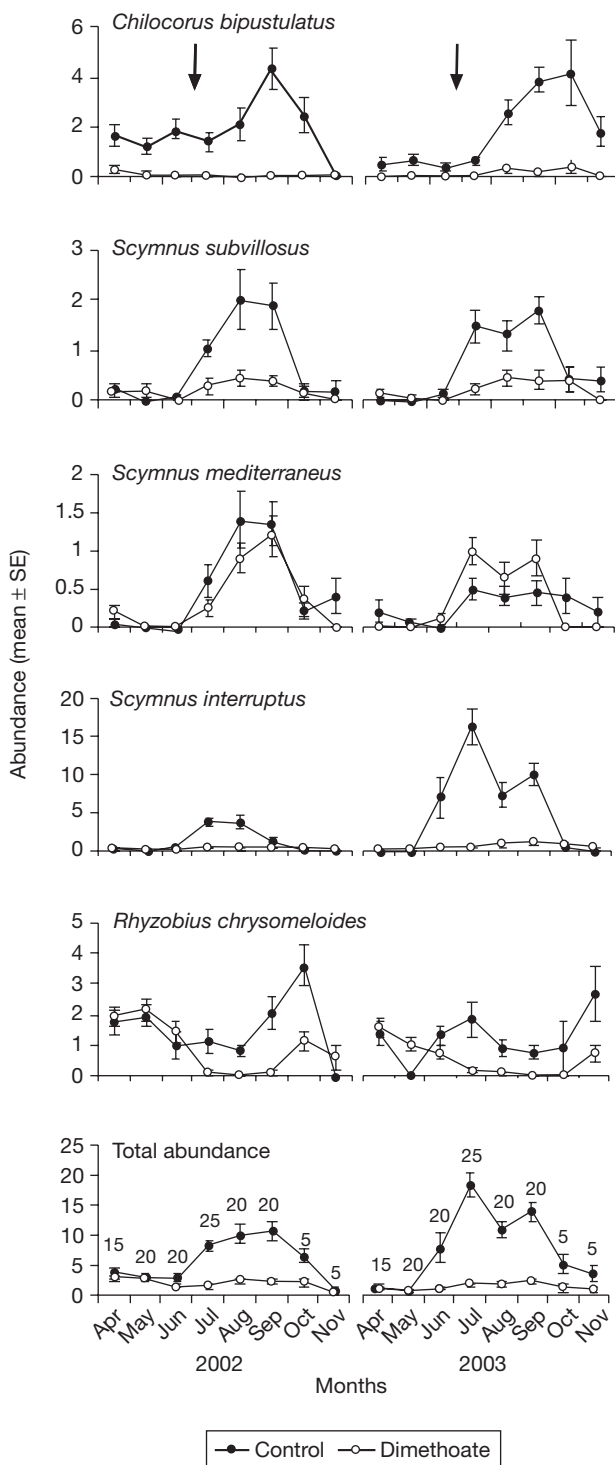 Chilocorus bipustulatus
6
4
2
0
Scymnus subvillosus
3
2
1
0
Scymnus mediterraneus
2
1.5
1
0.5
0
Abundance (mean ± SE)
Scymnus interruptus
20
15
10
5
0
Rhyzobius chrysomeloides
5
4
3
2
1
0
Total abundance
25
20
15
10
5
0
15 20 20 25 20 20 5 5
15 20 20 25 20 20 5 5
Apr May Jun Jul Aug Sep Oct Nov Apr May Jun Jul Aug Sep Oct Nov
2002 2003
Months
Control Dimethoate